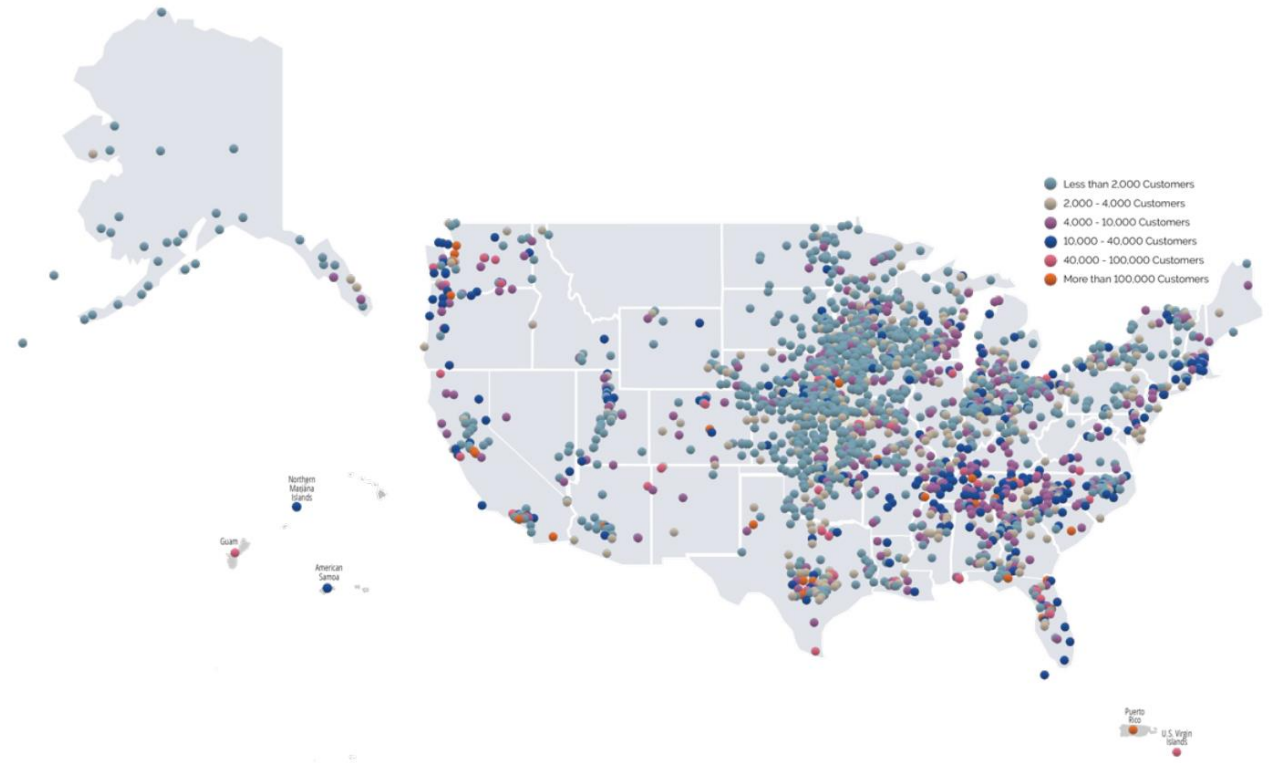 Less than 2,000 Customers
2,000 - 4,000 Customers
4,000 - 10,000 Customers
10,000 - 40,000 Customers
40,000 - 100,000 Customers
More than 100,000 Customers
Northern
Mariana
Islands
Guam
American
Samoa
Puerto
Rico
U.S. Virgin
Islands